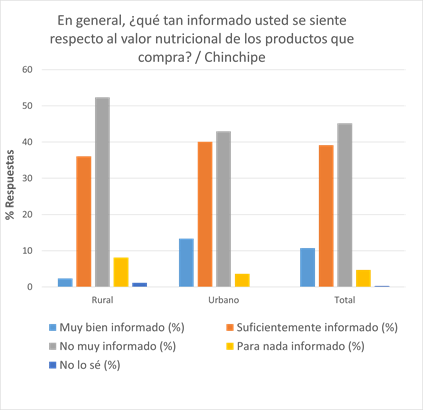 En general, ¿qué tan informado usted se siente
respecto al valor nutricional de los productos que
compra? / Chinchipe
60
50
40
30
20
10
0
% Respuestas
Rural Urbano Total
Muy bien informado (%) Suficientemente informado (%)
No muy informado (%) Para nada informado (%)
No lo sé (%)